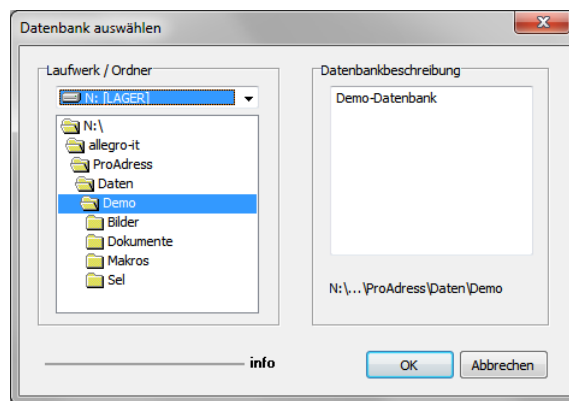 Datenbank auswählen
Laufwerk / Ordner
N: [LAGER]
N:\
allegro-it
ProAdress
Daten
Demo
Bilder
Dokumente
Makros
Sel
Datenbankbeschreibung
Demo-Datenbank
N:\...\ProAdress\Daten\Demo
info
OK
Abbrechen